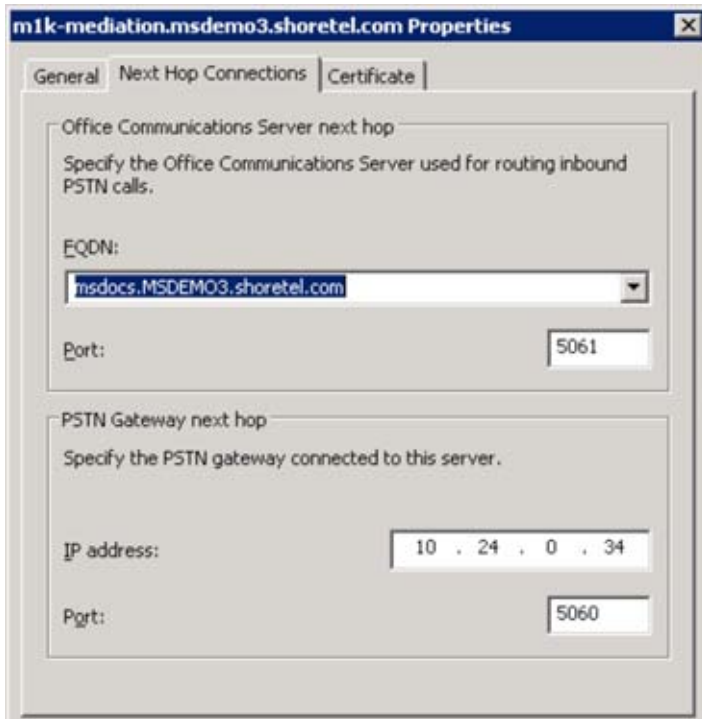 m1k-mediation.msdemo3.shoretel.com Properties
General Next Hop Connections Certificate
Office Communications Server next hop
Specify the Office Communications Server used for routing inbound
PSTN calls.
FQDN:
msdocs.MSDEMO3.shoretel.com
Port: 5061
PSTN Gateway next hop
Specify the PSTN gateway connected to this server.
IP address: 10 . 24 . 0 . 34
Port: 5060